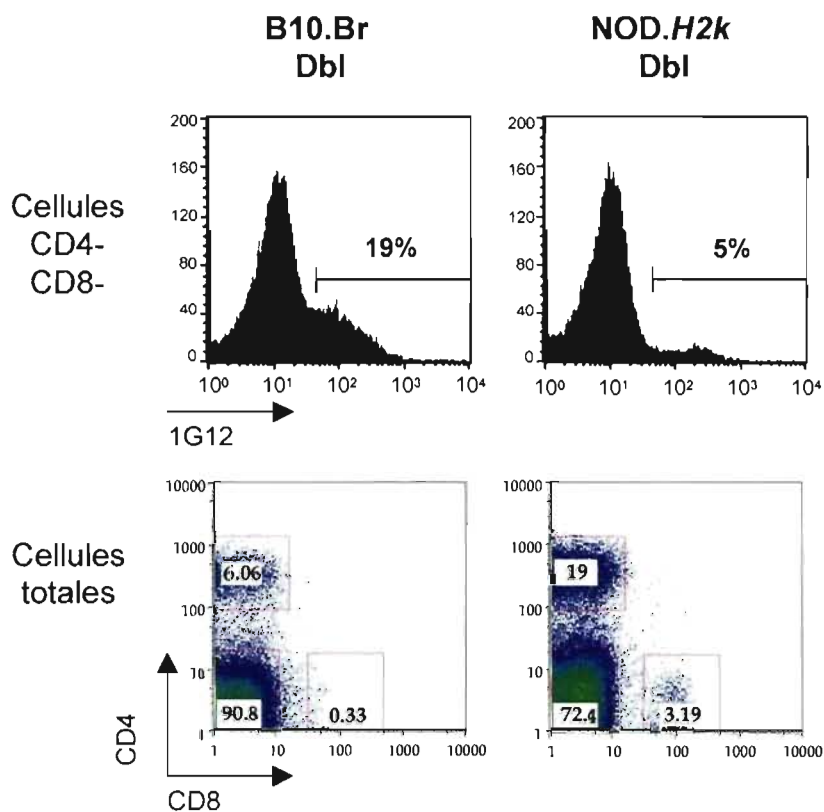 B10.Br
Dbl
NOD.H2k
Dbl
Cellules
CD4-
CD8-
200
160
120
80
40
0
19%
10⁰ 10¹ 10² 10³ 10⁴
1G12
200
160
120
80
40
0
5%
10⁰ 10¹ 10² 10³ 10⁴
Cellules
totales
10000
1000
100
10
1
6.06
90.8
0.33
1 10 100 1000 10000
CD4
CD8
10000
1000
100
10
1
19
72.4
3.19
1 10 100 1000 10000